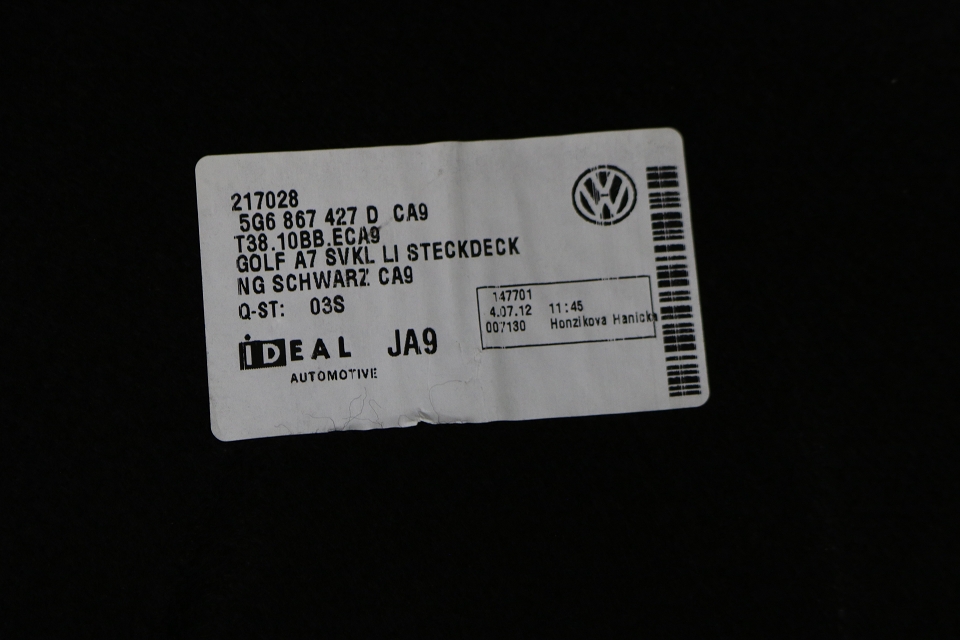 217028
5G6 867 427 D CA9
T38.10BB.ECA9
GOLF A7 SVKL LI STECKDECK
NG SCHWARZ CA9
Q-ST: 03S
iDEAL JA9
AUTOMOTIVE
VW
147701
4.07.12 11:45
007130 Honzikova Hanicka